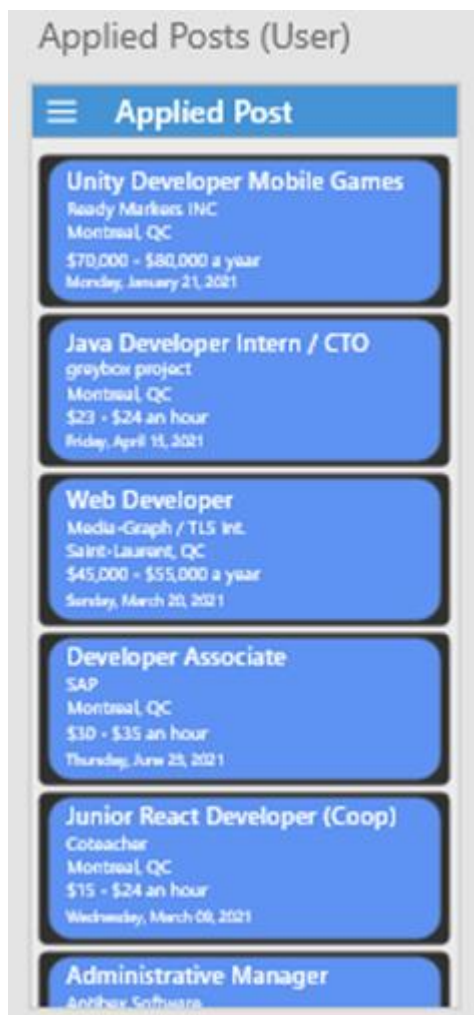 Applied Posts (User)
Applied Post
Unity Developer Mobile Games
Ready Markers INC
Montreal, QC
$70,000 - $80,000 a year
Monday, January 21, 2021
Java Developer Intern / CTO
greybox project
Montreal, QC
$23 - $24 an hour
Friday, April 15, 2021
Web Developer
Media-Graph / TLS Int.
Saint-Laurent, QC
$45,000 - $55,000 a year
Sunday, March 20, 2021
Developer Associate
SAP
Montreal, QC
$30 - $35 an hour
Thursday, June 23, 2021
Junior React Developer (Coop)
Coteacher
Montreal, QC
$15 - $24 an hour
Wednesday, March 09, 2021
Administrative Manager
Software